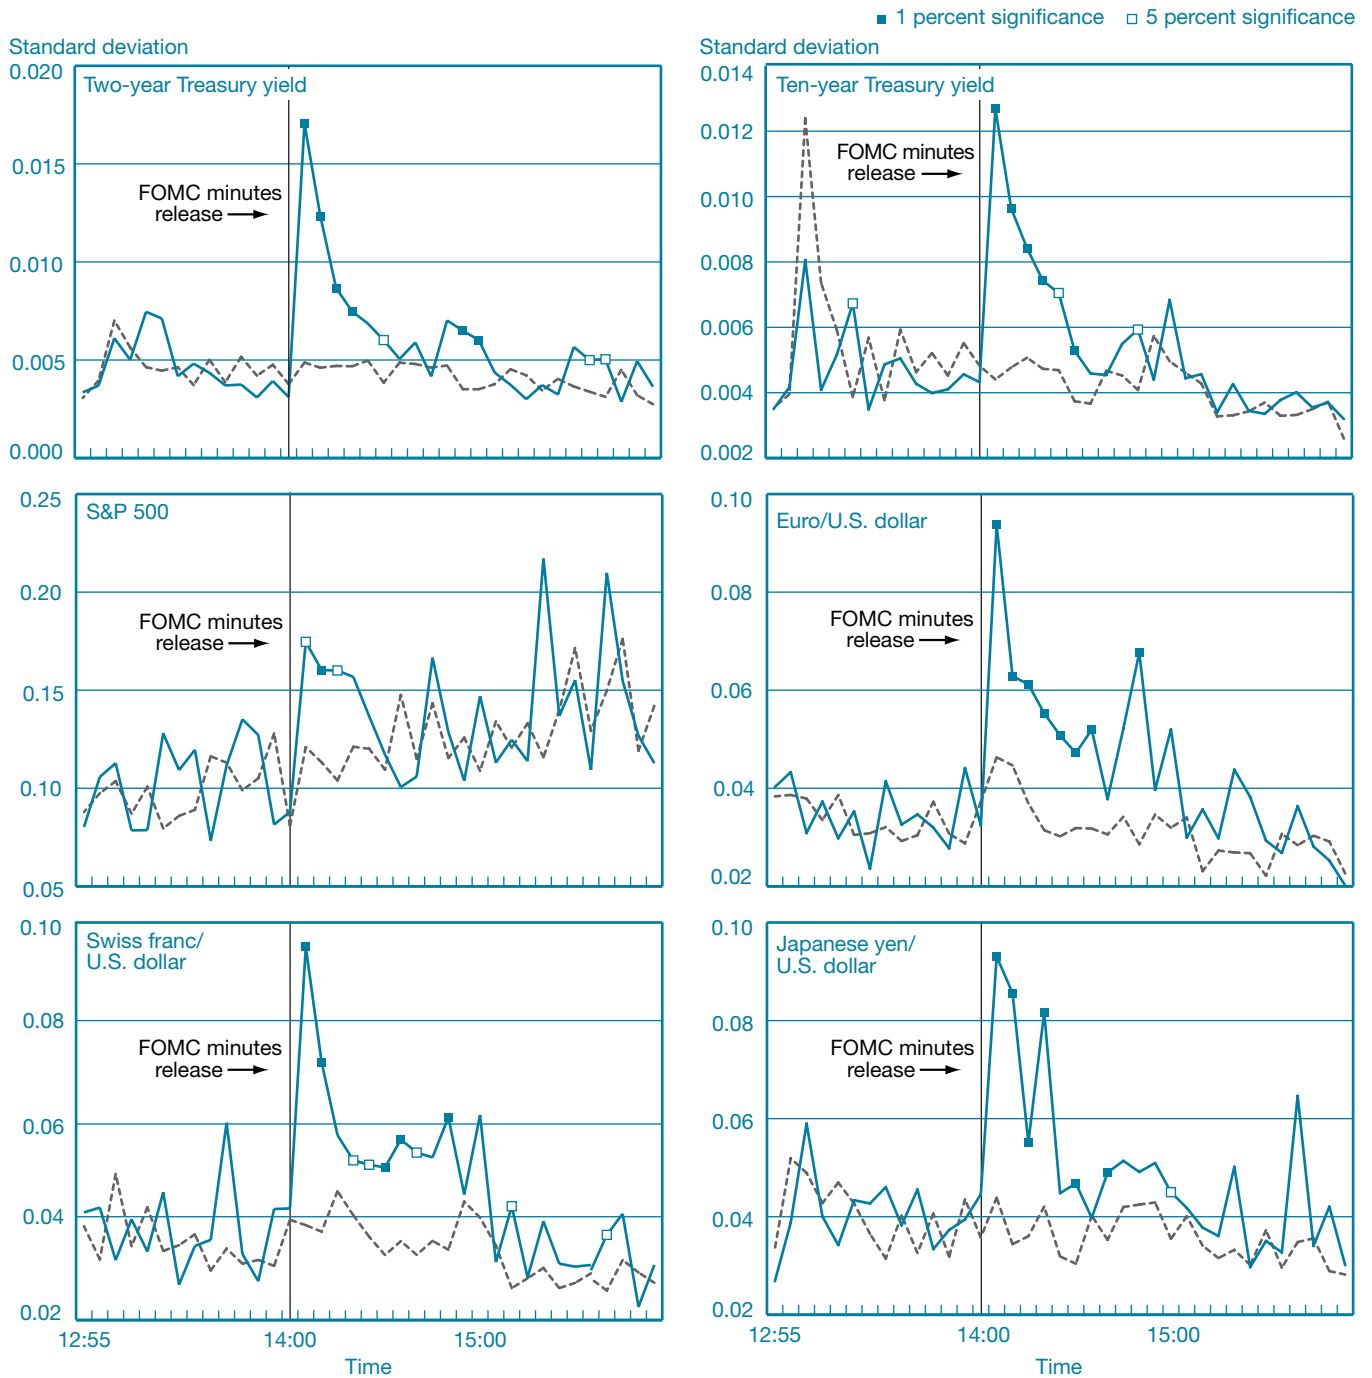 1 percent significance 5 percent significance
Standard deviation
0.020
Two-year Treasury yield
0.015
FOMC minutes
release
0.010
0.005
0.000
Standard deviation
0.014
Ten-year Treasury yield
0.012
FOMC minutes
release
0.010
0.008
0.006
0.004
0.002
0.25
S&P 500
0.20
FOMC minutes
release
0.15
0.10
0.05
0.10
Euro/U.S. dollar
0.08
FOMC minutes
release
0.06
0.04
0.02
0.10
Swiss franc/
U.S. dollar
0.08
FOMC minutes
release
0.06
0.04
0.02
12:55 14:00 15:00
Time
0.10
Japanese yen/
U.S. dollar
0.08
FOMC minutes
release
0.06
0.04
0.02
12:55 14:00 15:00
Time